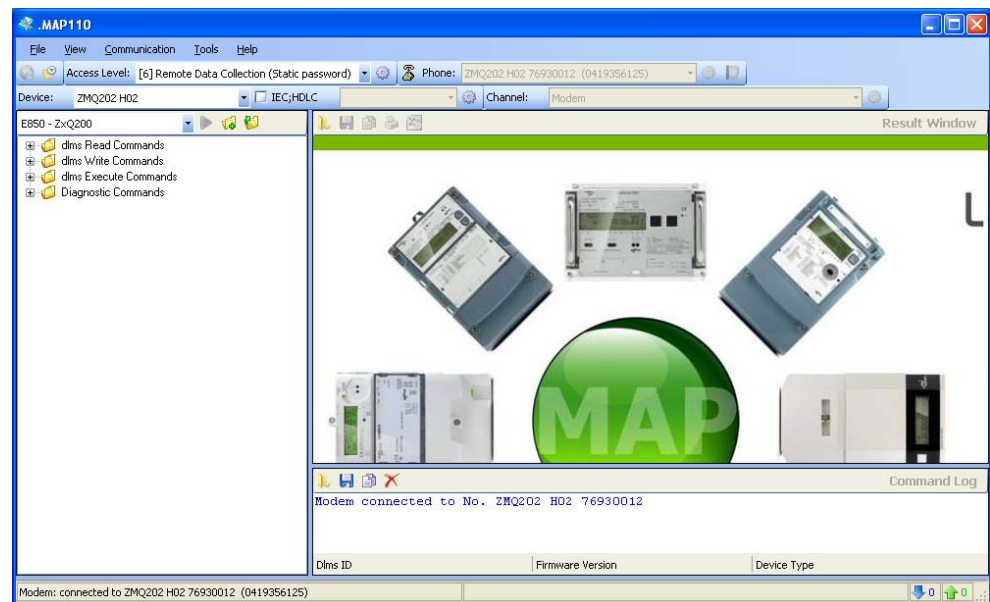 .MAP110
File View Communication Tools Help
Access Level: [6] Remote Data Collection (Static password) Phone: ZMQ202 H02 76930012 (0419356125)
Device: ZMQ202 H02 IEC;HDLC Channel: Modem
E850 - ZxQ200 Result Window
dlms Read Commands
dlms Write Commands
dlms Execute Commands
Diagnostic Commands
L
MAP
Command Log
Modem connected to No. ZMQ202 H02 76930012
Dlms ID Firmware Version Device Type
Modem: connected to ZMQ202 H02 76930012 (0419356125) 0 0